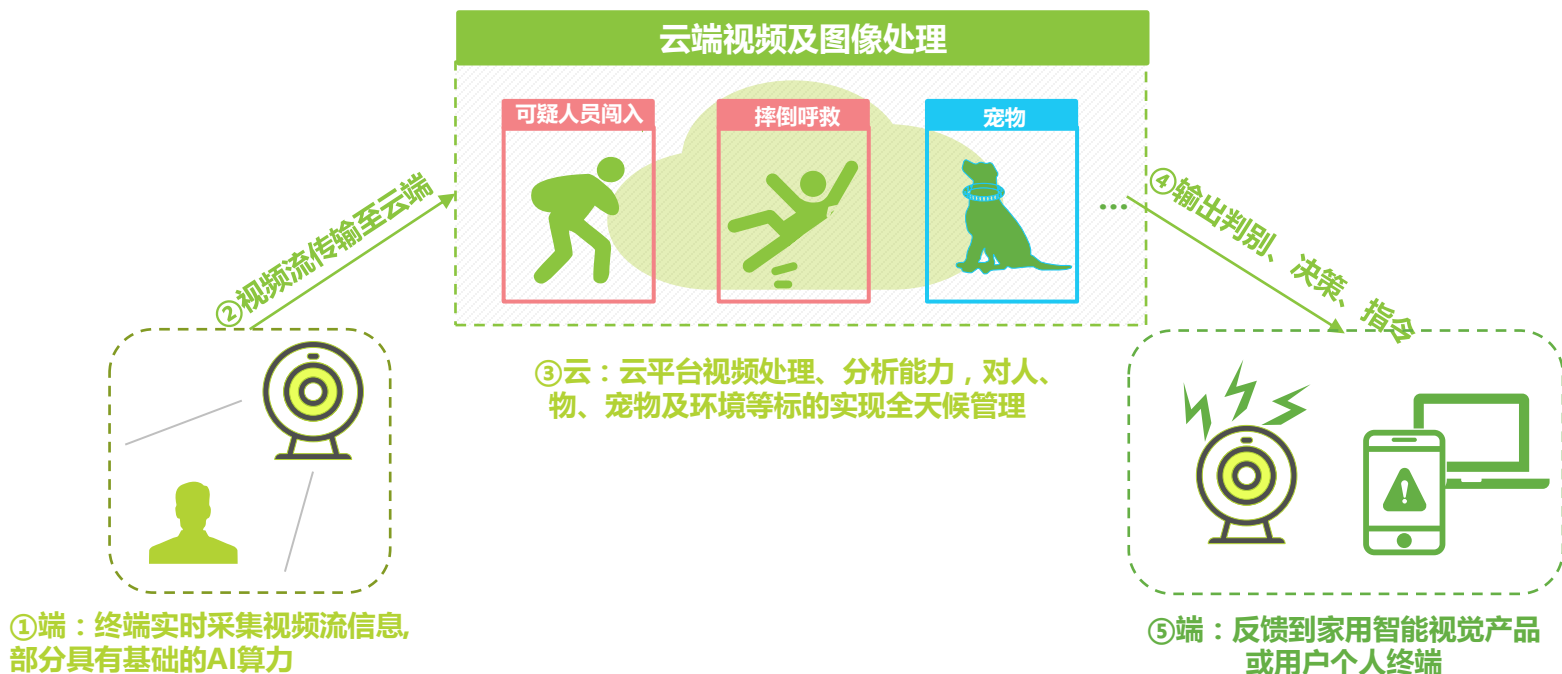 云端视频及图像处理
可疑人员闯入
摔倒呼救
宠物
...
②视频流传输至云端
④输出判别、决策、指令
③云：云平台视频处理、分析能力，对人、
物、宠物及环境等标的实现全天候管理
①端：终端实时采集视频流信息,
部分具有基础的AI算力
⑤端：反馈到家用智能视觉产品
或用户个人终端